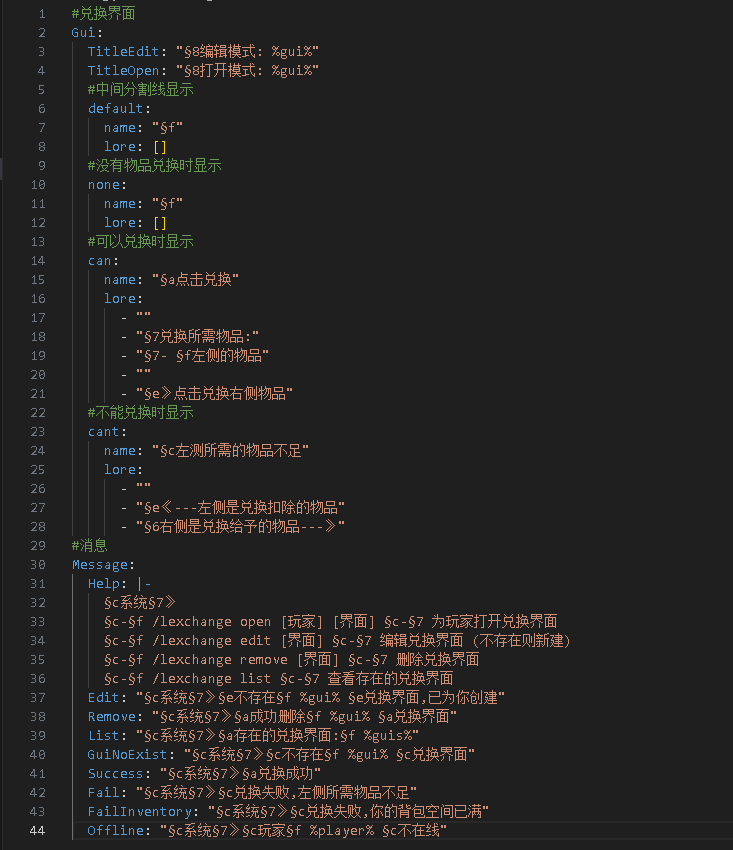 1 #兑换界面
2 Gui:
3   TitleEdit: "§8编辑模式: %gui%"
4   TitleOpen: "§8打开模式: %gui%"
5   #中间分割线显示
6   default:
7     name: "§f"
8     lore: []
9   #没有物品兑换时显示
10   none:
11     name: "§f"
12     lore: []
13   #可以兑换时显示
14   can:
15     name: "§a点击兑换"
16     lore:
17       - ""
18       - "§7兑换所需物品:"
19       - "§7- §f左侧的物品"
20       - ""
21       - "§e》点击兑换右侧物品"
22   #不能兑换时显示
23   cant:
24     name: "§c左测所需的物品不足"
25     lore:
26       - ""
27       - "§e《---左侧是兑换扣除的物品"
28       - "§6右侧是兑换给予的物品---》"
29 #消息
30 Message:
31   Help: |-
32     §c系统§7》
33     §c-§f /lexchange open [玩家] [界面] §c-§7 为玩家打开兑换界面
34     §c-§f /lexchange edit [界面] §c-§7 编辑兑换界面 (不存在则新建)
35     §c-§f /lexchange remove [界面] §c-§7 删除兑换界面
36     §c-§f /lexchange list §c-§7 查看存在的兑换界面
37   Edit: "§c系统§7》§e不存在§f %gui% §e兑换界面,已为你创建"
38   Remove: "§c系统§7》§a成功删除§f %gui% §a兑换界面"
39   List: "§c系统§7》§a存在的兑换界面:§f %guis%"
40   GuiNoExist: "§c系统§7》§c不存在§f %gui% §c兑换界面"
41   Success: "§c系统§7》§a兑换成功"
42   Fail: "§c系统§7》§c兑换失败,左侧所需物品不足"
43   FailInventory: "§c系统§7》§c兑换失败,你的背包空间已满"
44   Offline: "§c系统§7》§c玩家§f %player% §c不在线"